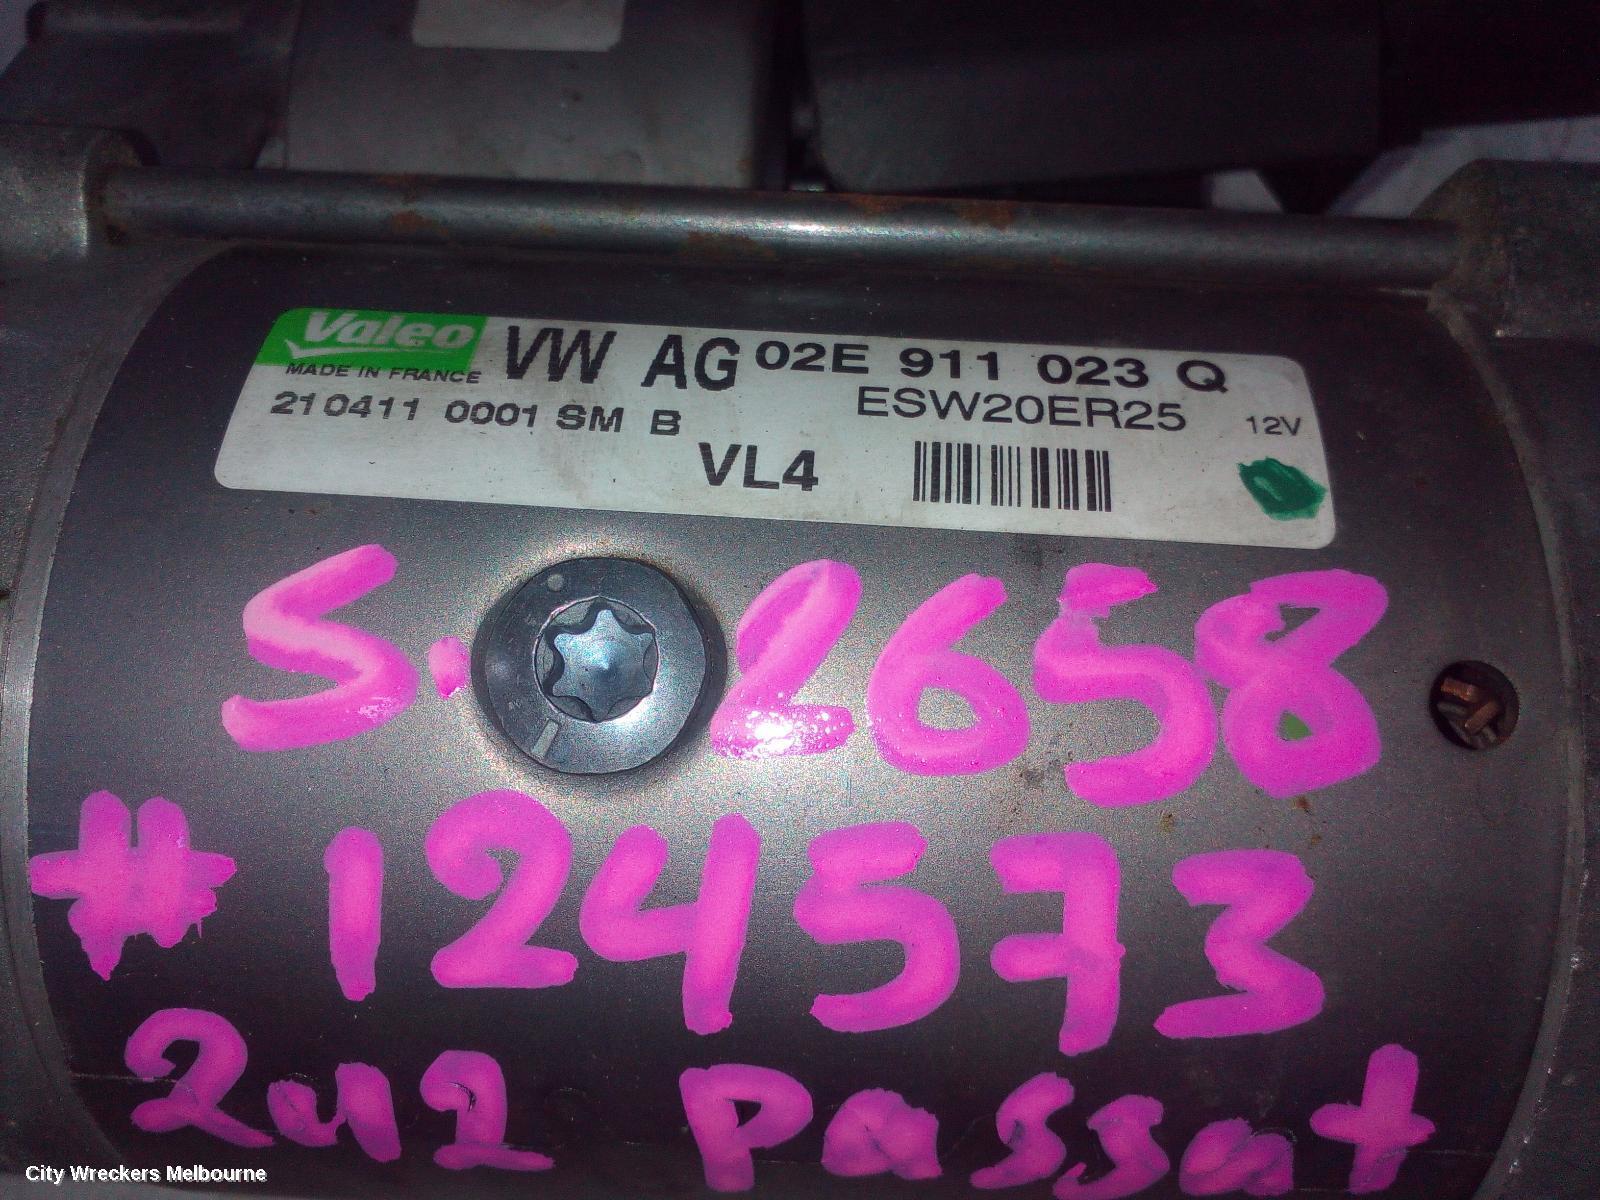 Valeo VW AG 02E 911 023 Q
MADE IN FRANCE
210411 0001 SM B ESW20ER25 12V
VL4
S. 2658
#124573
2012 Passat
City Wreckers Melbourne